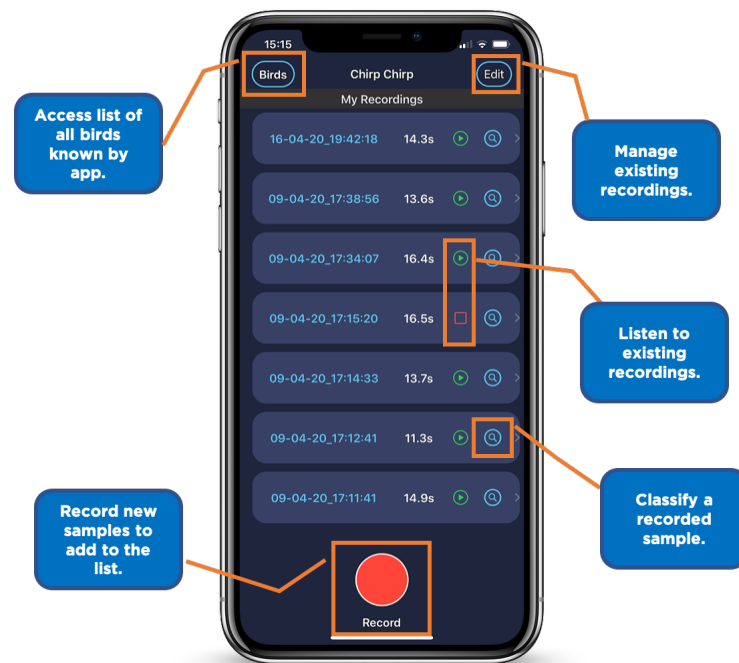 15:15
Birds
Chirp Chirp
Edit
My Recordings
Access list of
all birds
known by
app.
Manage
existing
recordings.
16-04-20_19:42:18 14.3s
09-04-20_17:38:56 13.6s
09-04-20_17:34:07 16.4s
09-04-20_17:15:20 16.5s
09-04-20_17:14:33 13.7s
09-04-20_17:12:41 11.3s
09-04-20_17:11:41 14.9s
Listen to
existing
recordings.
Classify a
recorded
sample.
Record new
samples to
add to the
list.
Record